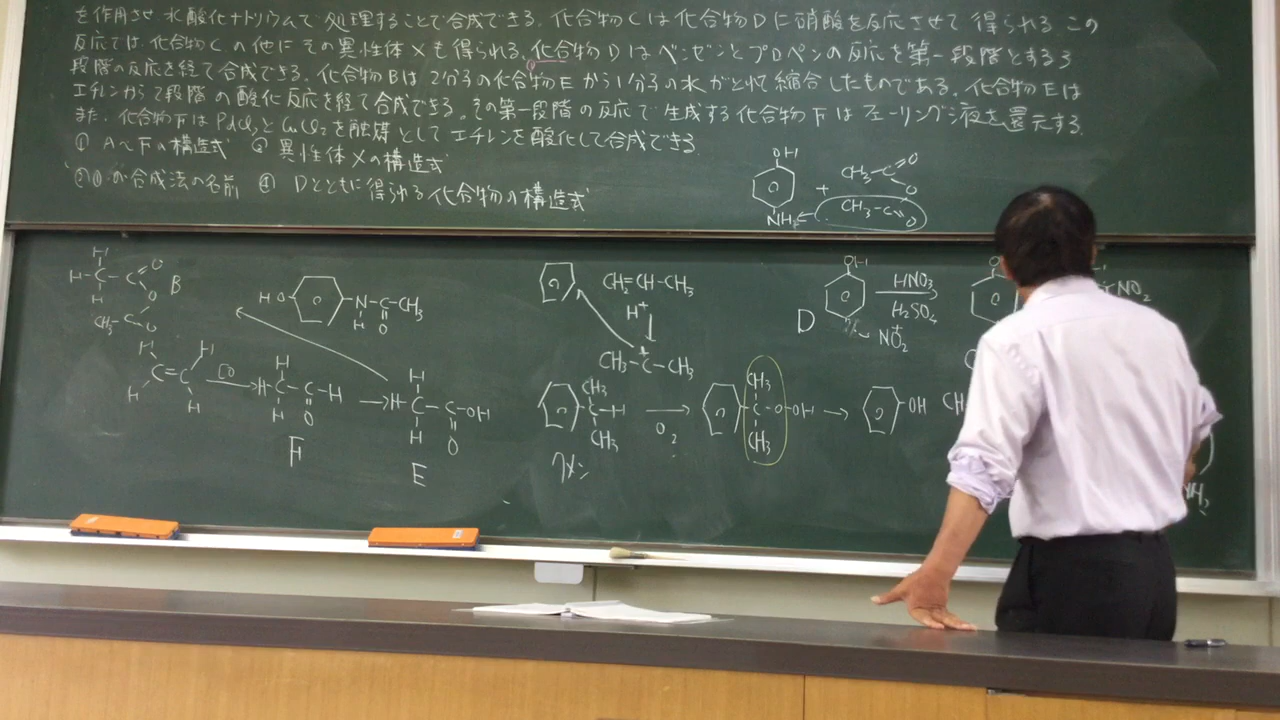 を作用させ 水酸化ナトリウムで処理することで合成できる。化合物Cは化合物Dに硝酸を反応させて得られる この
反応では 化合物Cの他に その異性体Xも得られる。化合物Dはベンゼンとプロペンの反応を第一段階とする3
段階の反応を経て合成できる。化合物Bは2分子の化合物Eから1分子の水がとれて縮合したものである。化合物Eは
エチレンから2段階の酸化反応を経て合成できる。その第一段階の反応で生成する化合物Fはフェーリング液を還元する。
また、化合物Fは PdCl2とCuCl2を触媒としてエチレンを酸化して合成できる
① A〜Fの構造式 ② 異性体Xの構造式
の合成法の名前 ④ Dとともに得られる化合物の構造式
OH
CH3-C O
O
+
CH3-C=O
NH2
H
H-C-C O
H
O
CH3-C O
B
HO N-C-CH3
H O
CH2=CH-CH3
H+
CH3-C-CH3
+
OH
HNO3
H2SO4
NO2+
D
NO2
H H
C=C
H H
[O]
H
H-C-C-H
H O
F
H
H-C-C-OH
H O
E
CH3
C-H
CH3
クメン
O2
CH3
C-O-OH
CH3
OH
CH
NH2